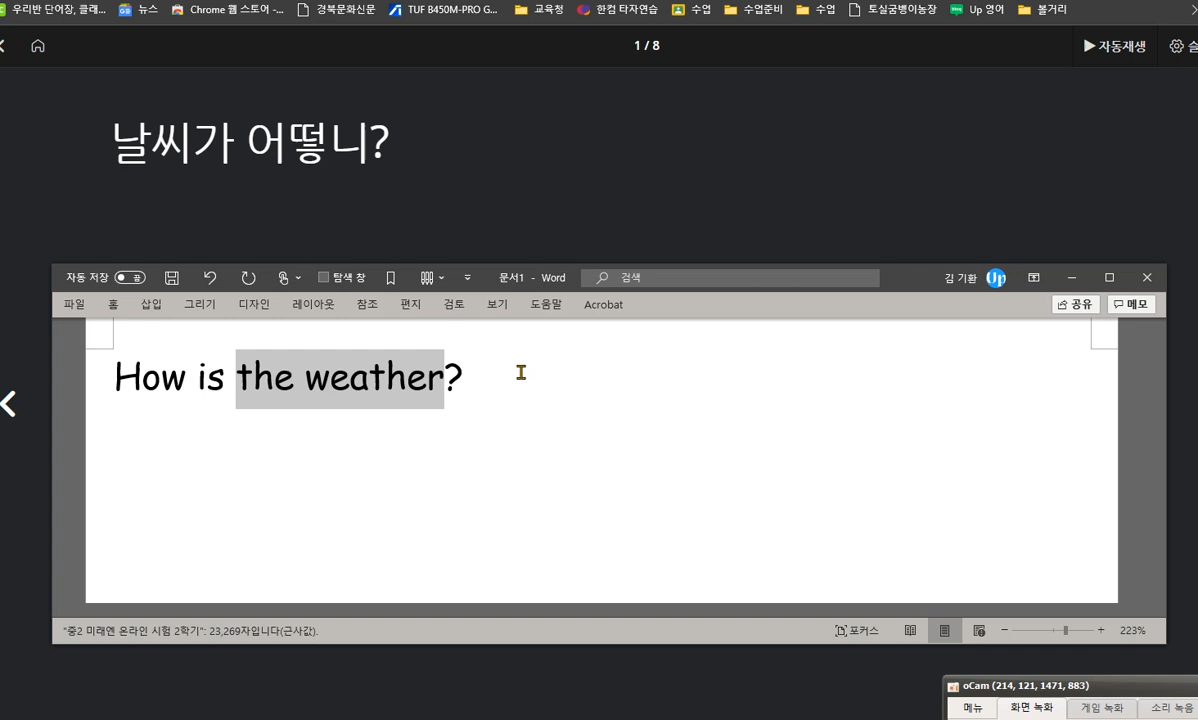 우리반 단어장, 클래... 뉴스 Chrome 웹 스토어 -... 경북문화신문 TUF B450M-PRO G... 교육청 한컴 타자연습 수업 수업준비 수업 토실굼벵이농장 Up 영어 볼거리
1 / 8 ▶자동재생 슬
날씨가 어떻니?
자동 저장 끔 탐색 창 문서1 - Word 검색 김 기환 Up
파일 홈 삽입 그리기 디자인 레이아웃 참조 편지 검토 보기 도움말 Acrobat 공유 메모
How is the weather?
"중2 미래엔 온라인 시험 2학기": 23,269자입니다(근사값). 포커스 223%
oCam (214, 121, 1471, 883)
메뉴 화면 녹화 게임 녹화 소리 녹음